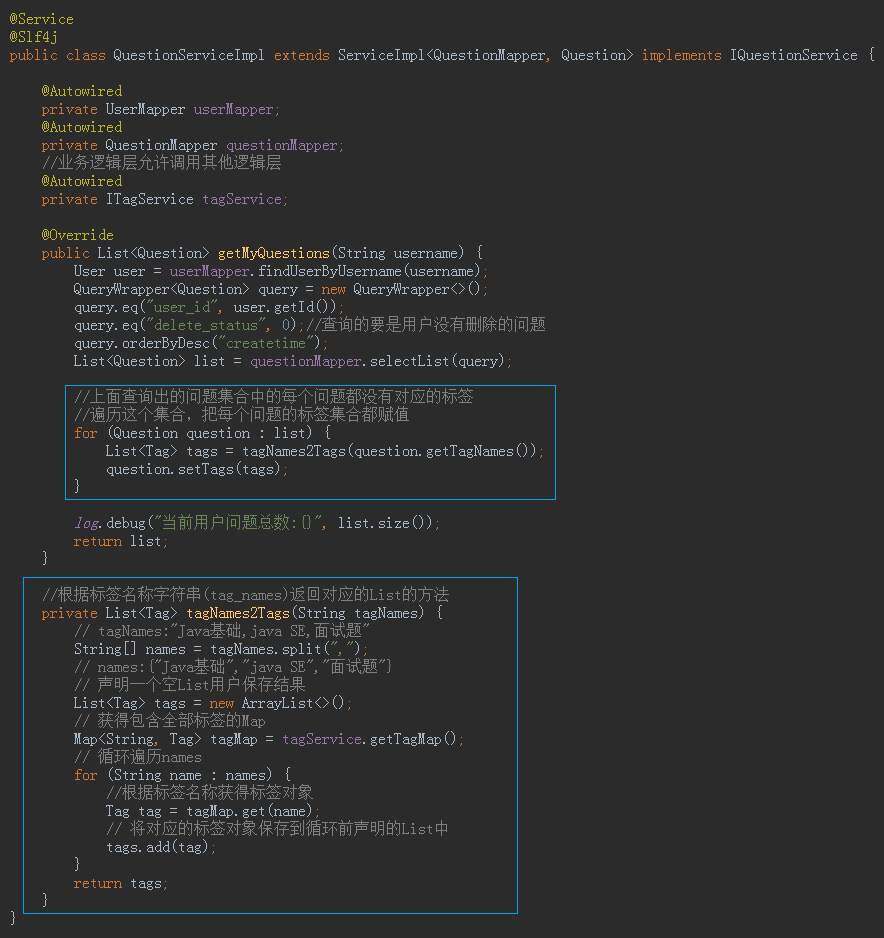 @Service
@Slf4j
public class QuestionServiceImpl extends ServiceImpl<QuestionMapper, Question> implements IQuestionService {
@Autowired
private UserMapper userMapper;
@Autowired
private QuestionMapper questionMapper;
//业务逻辑层允许调用其他逻辑层
@Autowired
private ITagService tagService;
@Override
public List<Question> getMyQuestions(String username) {
User user = userMapper.findUserByUsername(username);
QueryWrapper<Question> query = new QueryWrapper<>();
query.eq("user_id", user.getId());
query.eq("delete_status", 0);//查询的要是用户没有删除的问题
query.orderByDesc("createtime");
List<Question> list = questionMapper.selectList(query);
//上面查询出的问题集合中的每个问题都没有对应的标签
//遍历这个集合，把每个问题的标签集合都赋值
for (Question question : list) {
List<Tag> tags = tagNames2Tags(question.getTagNames());
question.setTags(tags);
}
log.debug("当前用户问题总数:{}", list.size());
return list;
}
//根据标签名称字符串(tag_names)返回对应的List的方法
private List<Tag> tagNames2Tags(String tagNames) {
// tagNames:"Java基础,java SE,面试题"
String[] names = tagNames.split(",");
// names:{"Java基础","java SE","面试题"}
// 声明一个空List用户保存结果
List<Tag> tags = new ArrayList<>();
// 获得包含全部标签的Map
Map<String, Tag> tagMap = tagService.getTagMap();
// 循环遍历names
for (String name : names) {
//根据标签名称获得标签对象
Tag tag = tagMap.get(name);
// 将对应的标签对象保存到循环前声明的List中
tags.add(tag);
}
return tags;
}
}